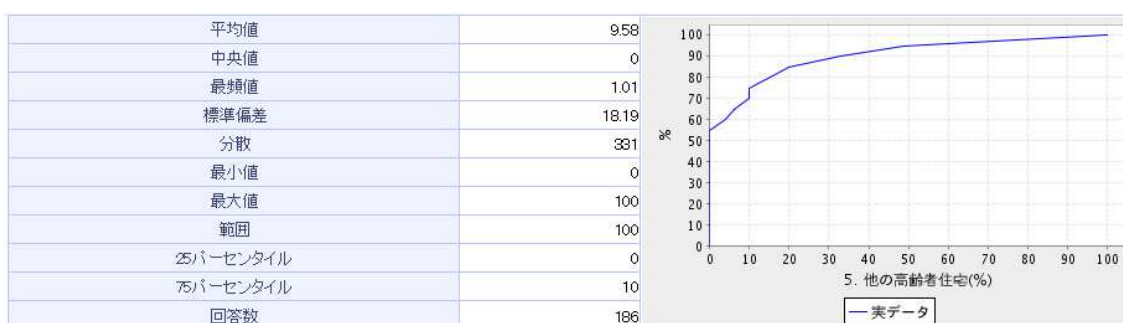 平均値 9.58
中央値 0
最頻値 1.01
標準偏差 18.19
分散 331
最小値 0
最大値 100
範囲 100
25パーセンタイル 0
75パーセンタイル 10
回答数 186
100
90
80
70
60
50
40
30
20
10
0
%
0 10 20 30 40 50 60 70 80 90 100
5. 他の高齢者住宅(%)
実データ